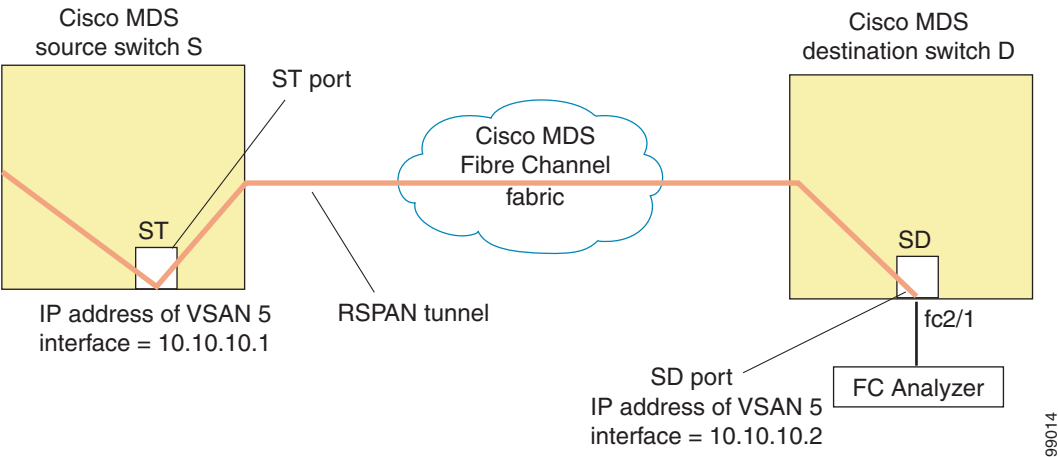 Cisco MDS
source switch S
Cisco MDS
destination switch D
ST port
Cisco MDS
Fibre Channel
fabric
ST
SD
IP address of VSAN 5
interface = 10.10.10.1
RSPAN tunnel
fc2/1
SD port
IP address of VSAN 5
interface = 10.10.10.2
FC Analyzer
99014